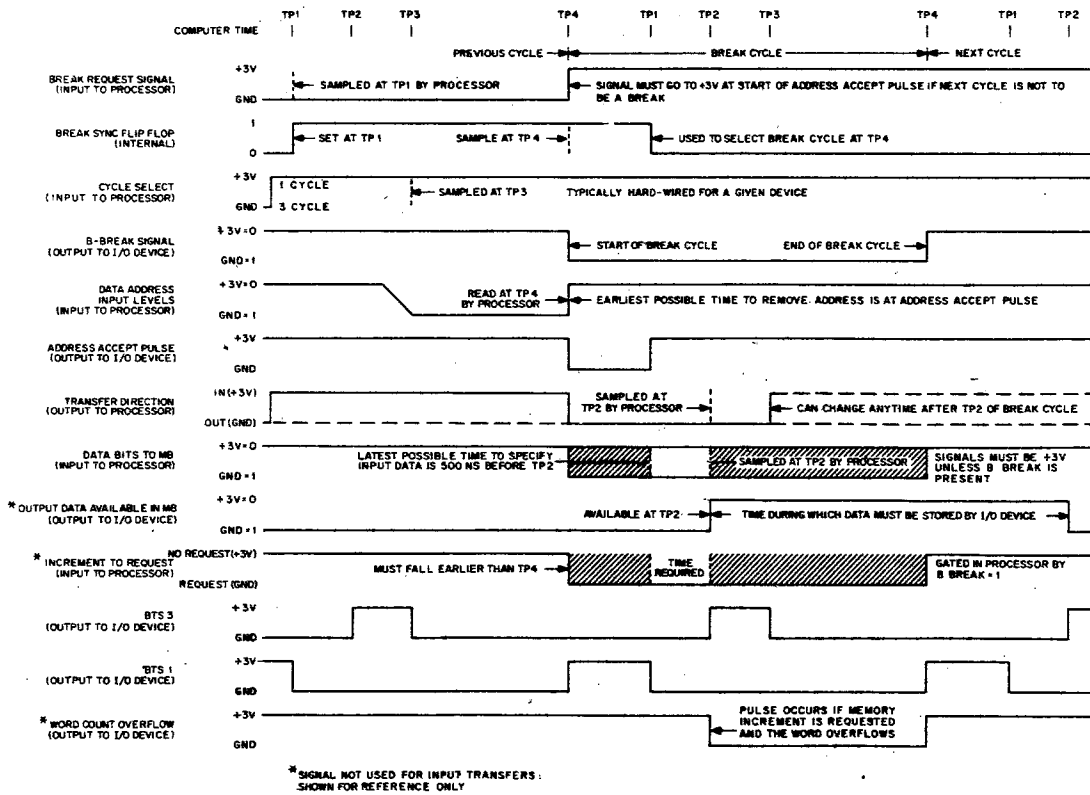 TP1 TP2 TP3 TP4 TP1 TP2 TP3 TP4 TP1 TP2
COMPUTER TIME
PREVIOUS CYCLE BREAK CYCLE NEXT CYCLE
BREAK REQUEST SIGNAL
(INPUT TO PROCESSOR)
+3V
GND
SAMPLED AT TP1 BY PROCESSOR
SIGNAL MUST GO TO +3V AT START OF ADDRESS ACCEPT PULSE IF NEXT CYCLE IS NOT TO
BE A BREAK
BREAK SYNC FLIP FLOP
(INTERNAL)
1
0
SET AT TP1
SAMPLE AT TP4
USED TO SELECT BREAK CYCLE AT TP4
CYCLE SELECT
(INPUT TO PROCESSOR)
+3V
GND
1 CYCLE
3 CYCLE
SAMPLED AT TP3
TYPICALLY HARD-WIRED FOR A GIVEN DEVICE
B-BREAK SIGNAL
(OUTPUT TO I/O DEVICE)
+3V=0
GND=1
START OF BREAK CYCLE
END OF BREAK CYCLE
DATA ADDRESS
INPUT LEVELS
(INPUT TO PROCESSOR)
+3V=0
GND=1
READ AT TP4
BY PROCESSOR
EARLIEST POSSIBLE TIME TO REMOVE ADDRESS IS AT ADDRESS ACCEPT PULSE
ADDRESS ACCEPT PULSE
(OUTPUT TO I/O DEVICE)
+3V
GND
TRANSFER DIRECTION
(OUTPUT TO PROCESSOR)
IN(+3V)
OUT(GND)
SAMPLED AT
TP2 BY PROCESSOR
CAN CHANGE ANYTIME AFTER TP2 OF BREAK CYCLE
DATA BITS TO MB
(INPUT TO PROCESSOR)
+3V=0
GND=1
LATEST POSSIBLE TIME TO SPECIFY
INPUT DATA IS 500 NS BEFORE TP2
SAMPLED AT TP2 BY PROCESSOR
SIGNALS MUST BE +3V
UNLESS B BREAK IS
PRESENT
*OUTPUT DATA AVAILABLE IN MB
(OUTPUT TO I/O DEVICE)
+3V=0
GND=1
AVAILABLE AT TP2
TIME DURING WHICH DATA MUST BE STORED BY I/O DEVICE
*INCREMENT TO REQUEST
(INPUT TO PROCESSOR)
NO REQUEST(+3V)
REQUEST(GND)
MUST FALL EARLIER THAN TP4
TIME
REQUIRED
GATED IN PROCESSOR BY
B BREAK=1
BTS 3
(OUTPUT TO I/O DEVICE)
+3V
GND
BTS 1
(OUTPUT TO I/O DEVICE)
+3V
GND
*WORD COUNT OVERFLOW
(OUTPUT TO I/O DEVICE)
+3V
GND
PULSE OCCURS IF MEMORY
INCREMENT IS REQUESTED
AND THE WORD OVERFLOWS
*SIGNAL NOT USED FOR INPUT TRANSFERS:
SHOWN FOR REFERENCE ONLY